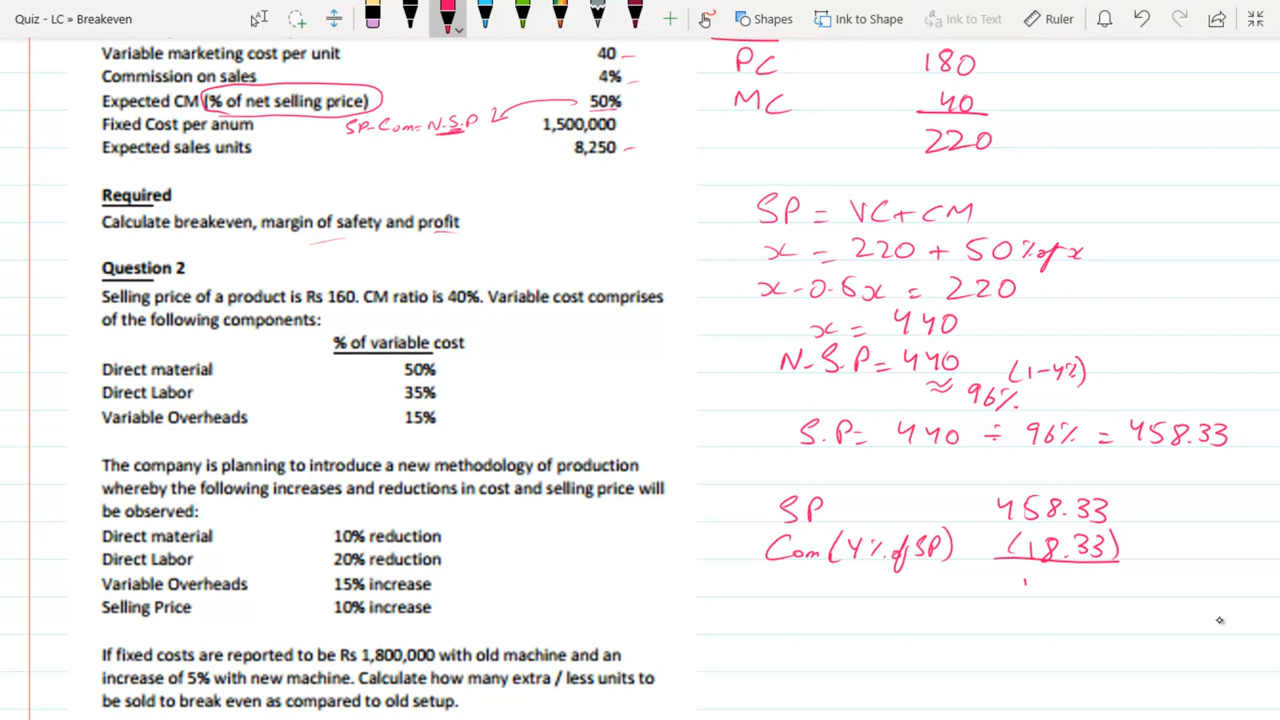 Quiz - LC » Breakeven
Shapes
Ink to Shape
Ink to Text
Ruler
Variable marketing cost per unit 40
Commission on sales 4%
Expected CM (% of net selling price) 50%
SP-Com= N.S.P
Fixed Cost per anum 1,500,000
Expected sales units 8,250
Required
Calculate breakeven, margin of safety and profit
Question 2
Selling price of a product is Rs 160. CM ratio is 40%. Variable cost comprises
of the following components:
% of variable cost
Direct material 50%
Direct Labor 35%
Variable Overheads 15%
The company is planning to introduce a new methodology of production
whereby the following increases and reductions in cost and selling price will
be observed:
Direct material 10% reduction
Direct Labor 20% reduction
Variable Overheads 15% increase
Selling Price 10% increase
If fixed costs are reported to be Rs 1,800,000 with old machine and an
increase of 5% with new machine. Calculate how many extra / less units to
be sold to break even as compared to old setup.
PC 180
MC 40
220
SP = VC+CM
x = 220 + 50% of x
x - 0.5x = 220
x = 440
N.S.P = 440
≈ 96% (1-4%)
S.P = 440 ÷ 96% = 458.33
SP 458.33
Com (4% of SP) (18.33)